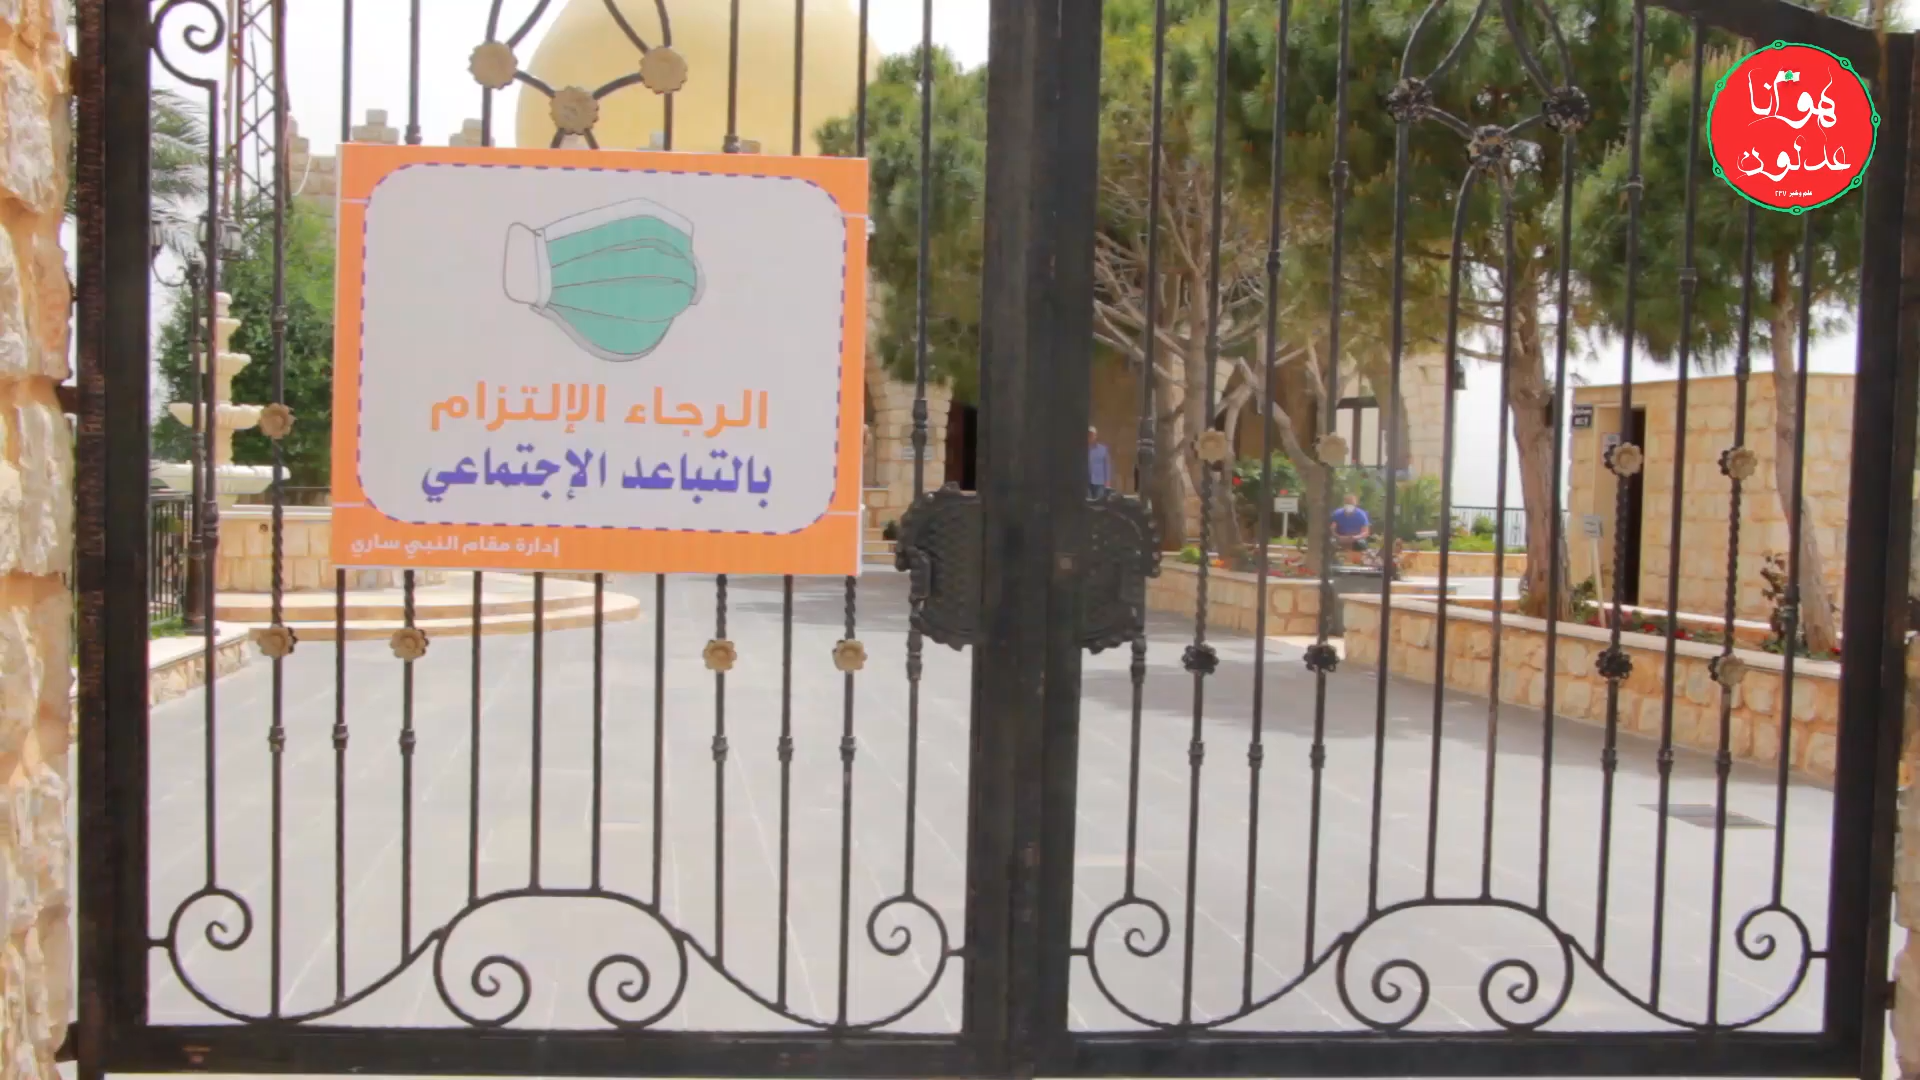 الرجاء الإلتزام
بالتباعد الإجتماعي
إدارة مقام النبي ساري
هوانا
عدلون